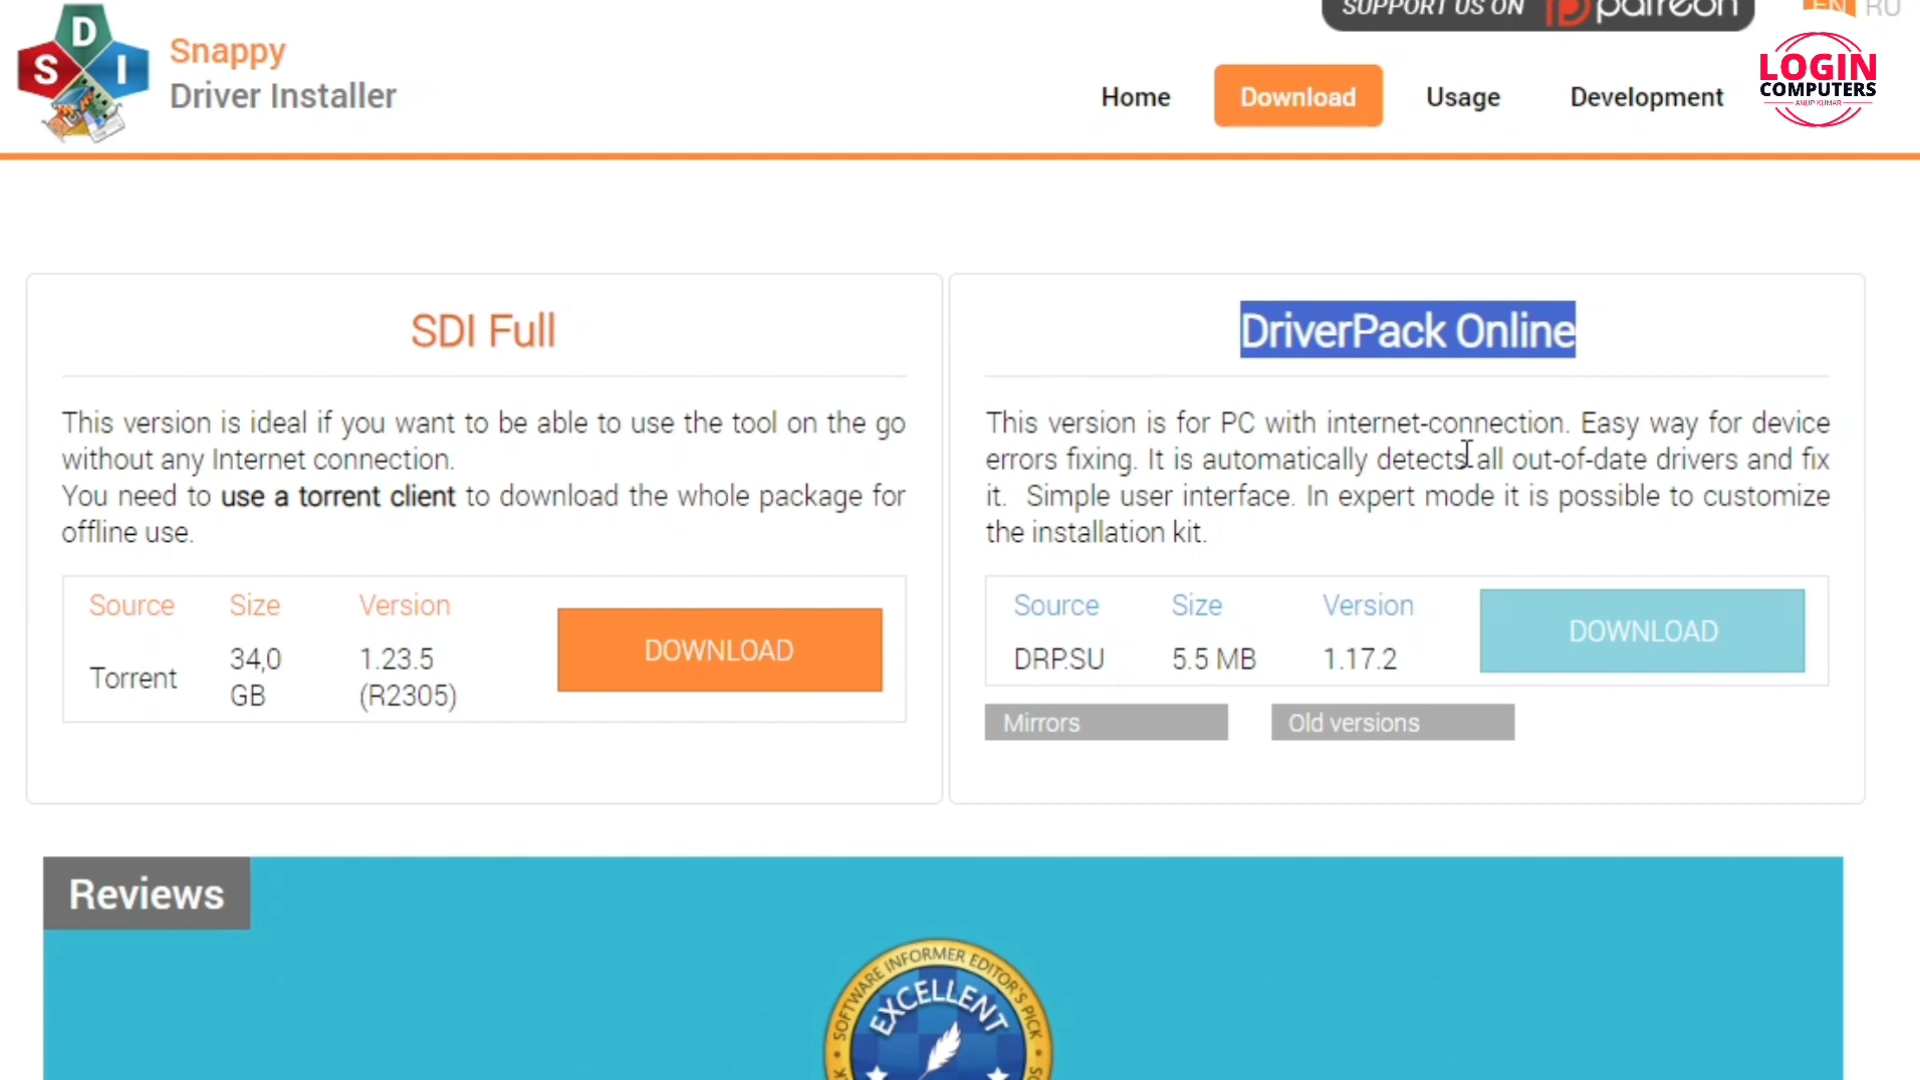 SUPPORT US ON patreon
EN RU
D
S I
Snappy
Driver Installer
Home Download Usage Development
LOGIN
COMPUTERS
ANUP KUMAR
SDI Full
This version is ideal if you want to be able to use the tool on the go
without any Internet connection.
You need to use a torrent client to download the whole package for
offline use.
Source Size Version
Torrent 34,0 1.23.5
GB (R2305)
DOWNLOAD
DriverPack Online
This version is for PC with internet-connection. Easy way for device
errors fixing. It is automatically detects all out-of-date drivers and fix
it. Simple user interface. In expert mode it is possible to customize
the installation kit.
Source Size Version
DRP.SU 5.5 MB 1.17.2
DOWNLOAD
Mirrors Old versions
Reviews
SOFTWARE INFORMER EDITOR'S PICK
EXCELLENT